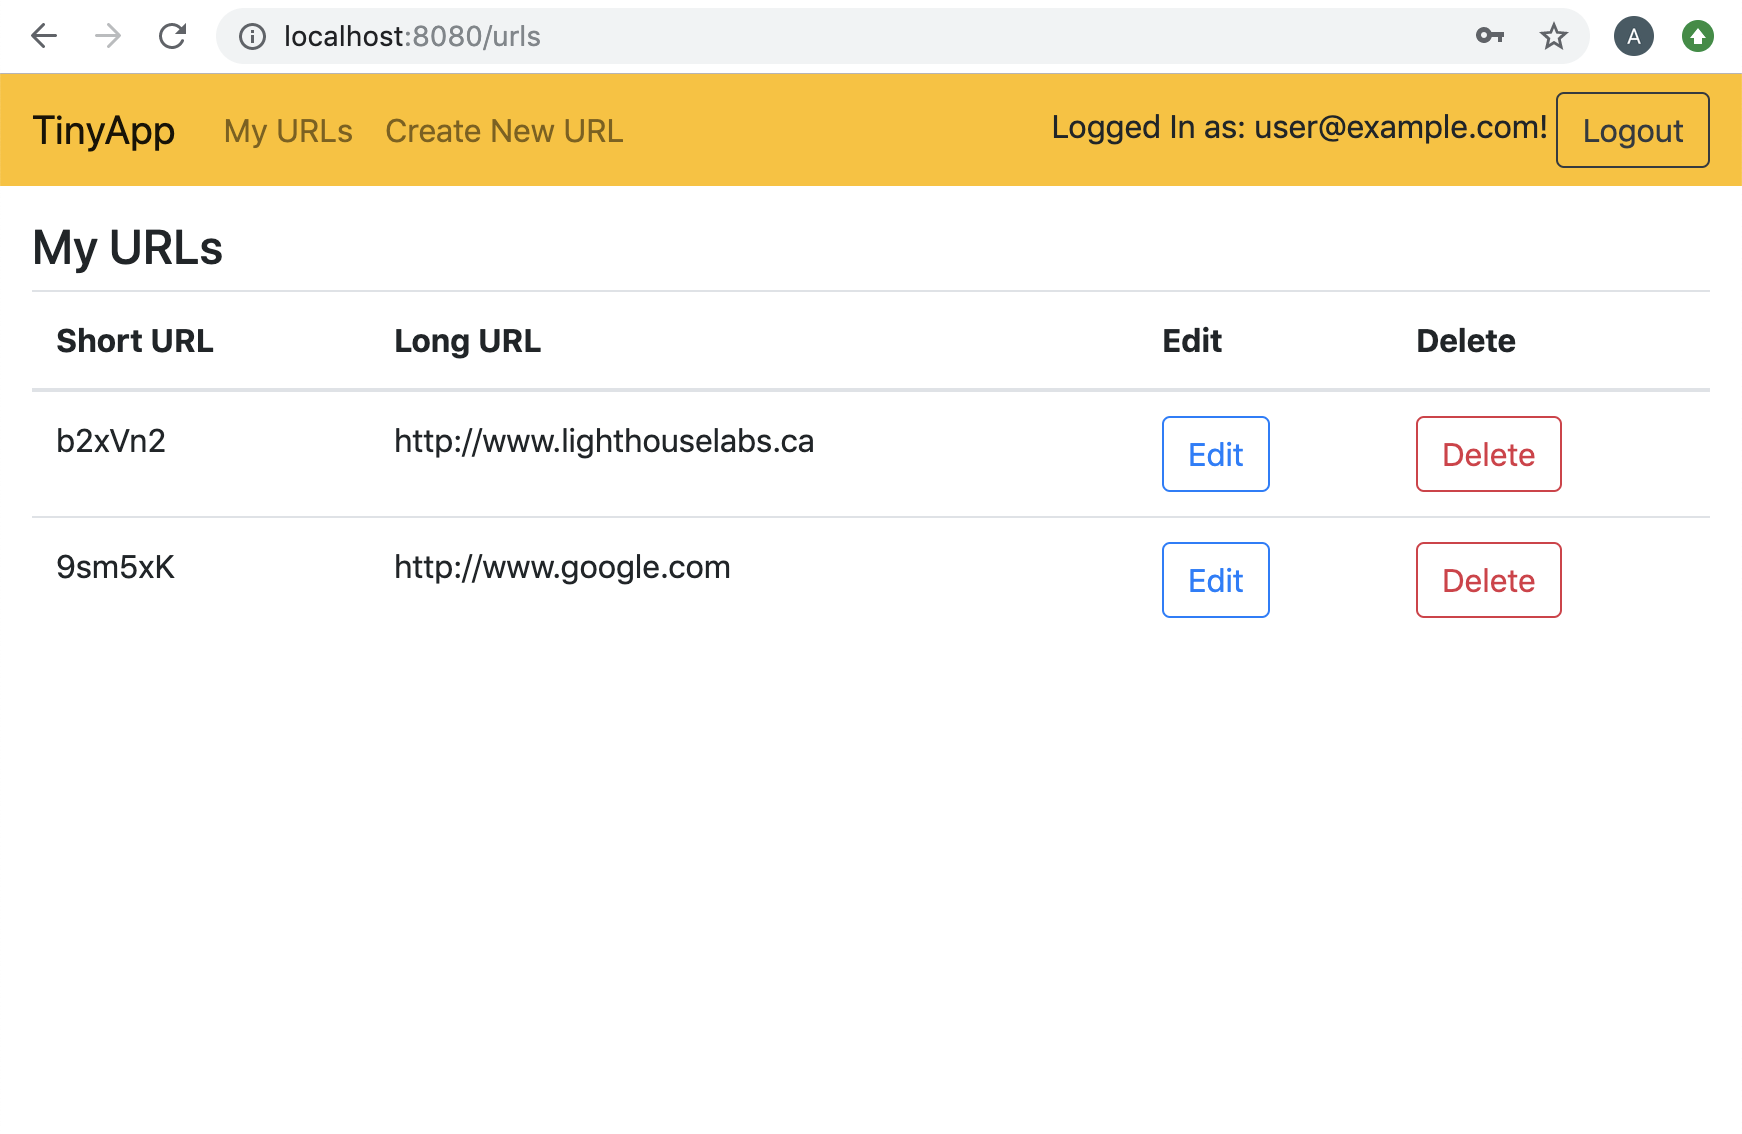 localhost:8080/urls
A
TinyApp My URLs Create New URL Logged In as: user@example.com! Logout
My URLs
Short URL Long URL Edit Delete
b2xVn2 http://www.lighthouselabs.ca Edit Delete
9sm5xK http://www.google.com Edit Delete